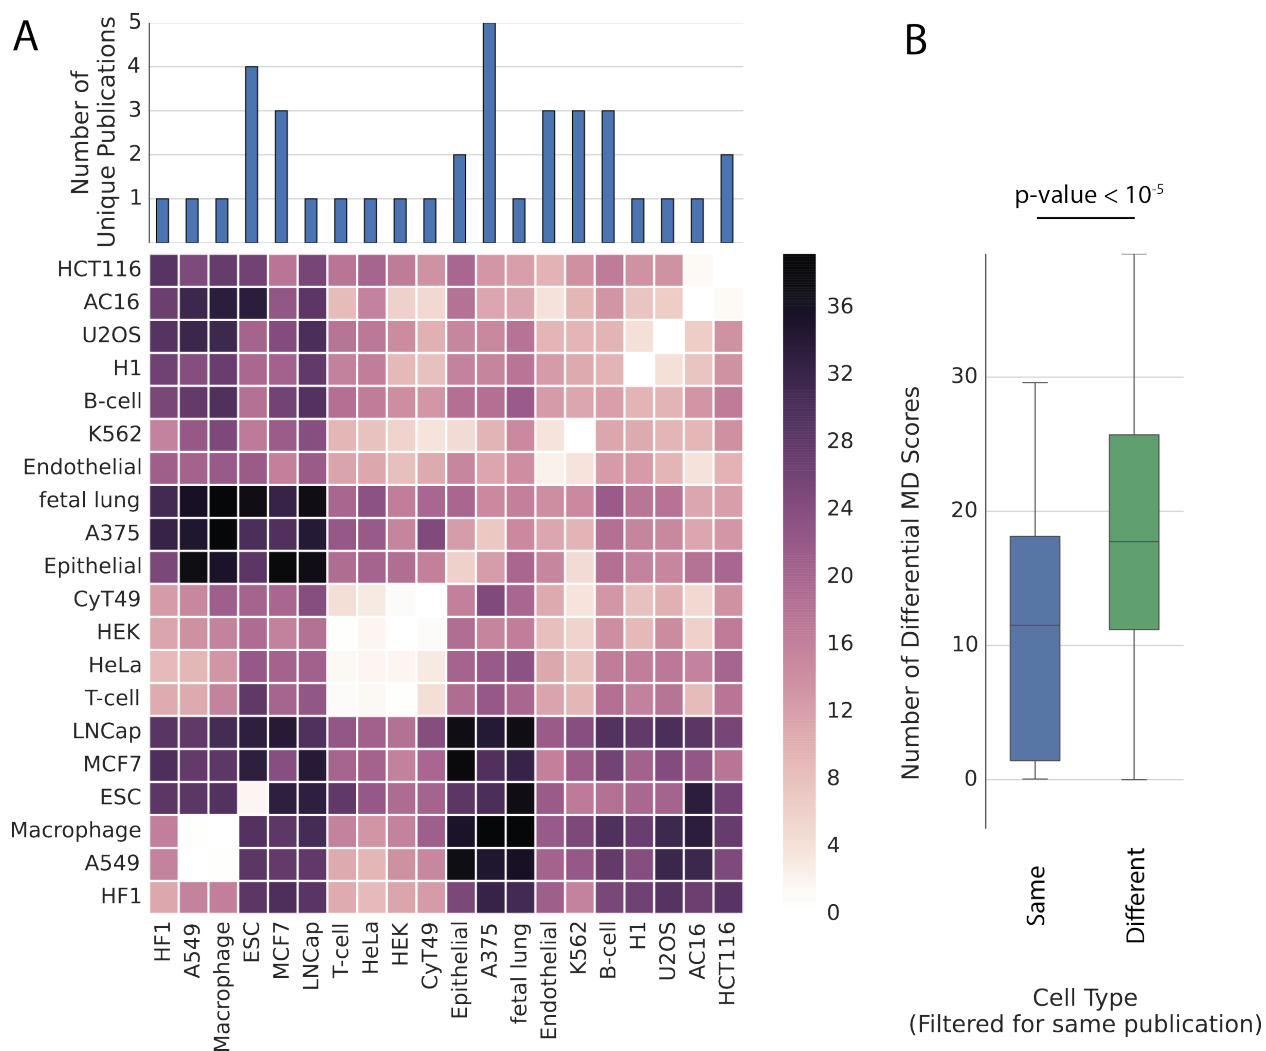 A
B
Number of
Unique Publications
5
4
3
2
1
HCT116
AC16
U2OS
H1
B-cell
K562
Endothelial
fetal lung
A375
Epithelial
CyT49
HEK
HeLa
T-cell
LNCap
MCF7
ESC
Macrophage
A549
HF1
HF1
A549
Macrophage
ESC
MCF7
LNCap
T-cell
HeLa
HEK
CyT49
Epithelial
A375
fetal lung
Endothelial
K562
B-cell
H1
U2OS
AC16
HCT116
36
32
28
24
20
16
12
8
4
0
p-value < 10⁻⁵
Number of Differential MD Scores
30
20
10
0
Same
Different
Cell Type
(Filtered for same publication)